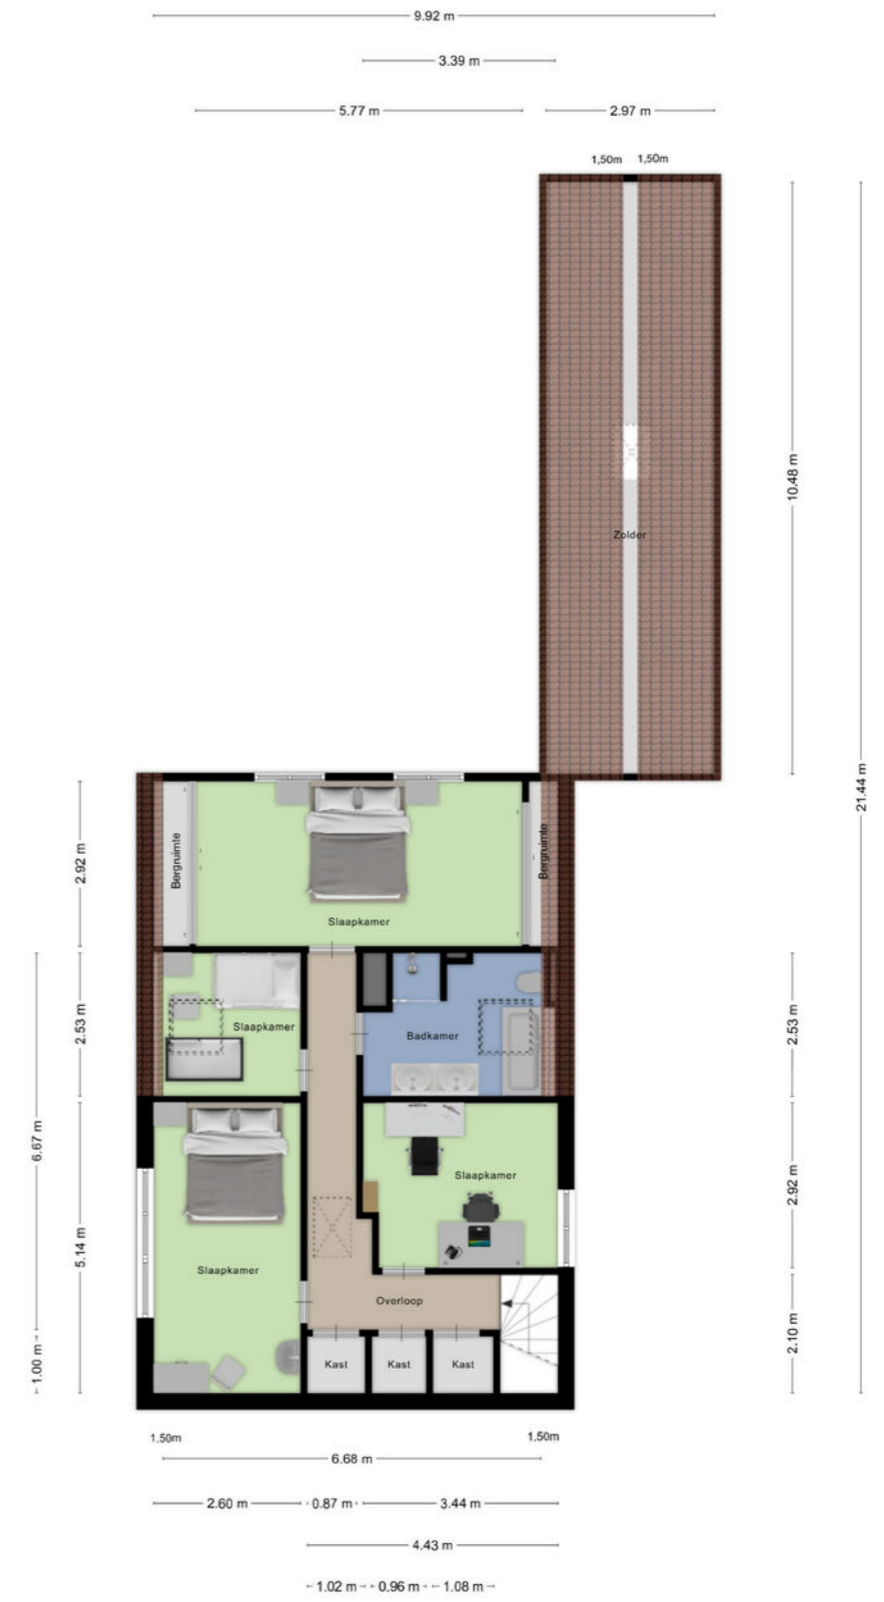 9.92 m
3.39 m
5.77 m
2.97 m
1,50m 1,50m
10.48 m
21.44 m
Zolder
Bergruimte
Bergruimte
2.92 m
Slaapkamer
2.53 m
Slaapkamer
Badkamer
2.53 m
6.67 m
Slaapkamer
2.92 m
5.14 m
Slaapkamer
Overloop
2.10 m
1.00 m
Kast
Kast
Kast
1,50m
1,50m
6.68 m
2.60 m
0.87 m
3.44 m
4.43 m
1.02 m
0.96 m
1.08 m